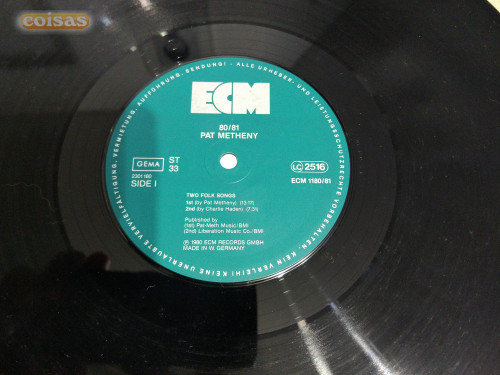 coisas
KEINE UNERLAUBTE VERVIELFÄLTIGUNG, VERMIETUNG, AUFFÜHRUNG, SENDUNG! - ALLE URHEBER- UND LEISTUNGSSCHUTZRECHTE VORBEHALTEN. KEIN VERLEIH!
ECM
80/81
PAT METHENY
GEMA
ST
33
LC 2516
2301 180
SIDE I
ECM 1180/81
TWO FOLK SONGS
1st (by Pat Metheny) (13:17)
2nd (by Charlie Haden) (7:31)
Published by
(1st) Pat-Meth Music/BMI
(2nd) Liberation Music Co./BMI
Ⓟ 1980 ECM RECORDS GMBH
MADE IN W. GERMANY